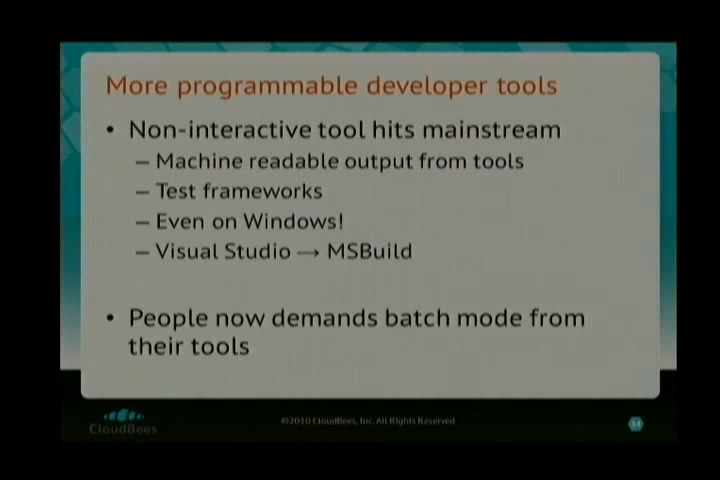 More programmable developer tools
• Non-interactive tool hits mainstream
– Machine readable output from tools
– Test frameworks
– Even on Windows!
– Visual Studio → MSBuild
• People now demands batch mode from
their tools
CloudBees
©2010 CloudBees, Inc. All Rights Reserved
14